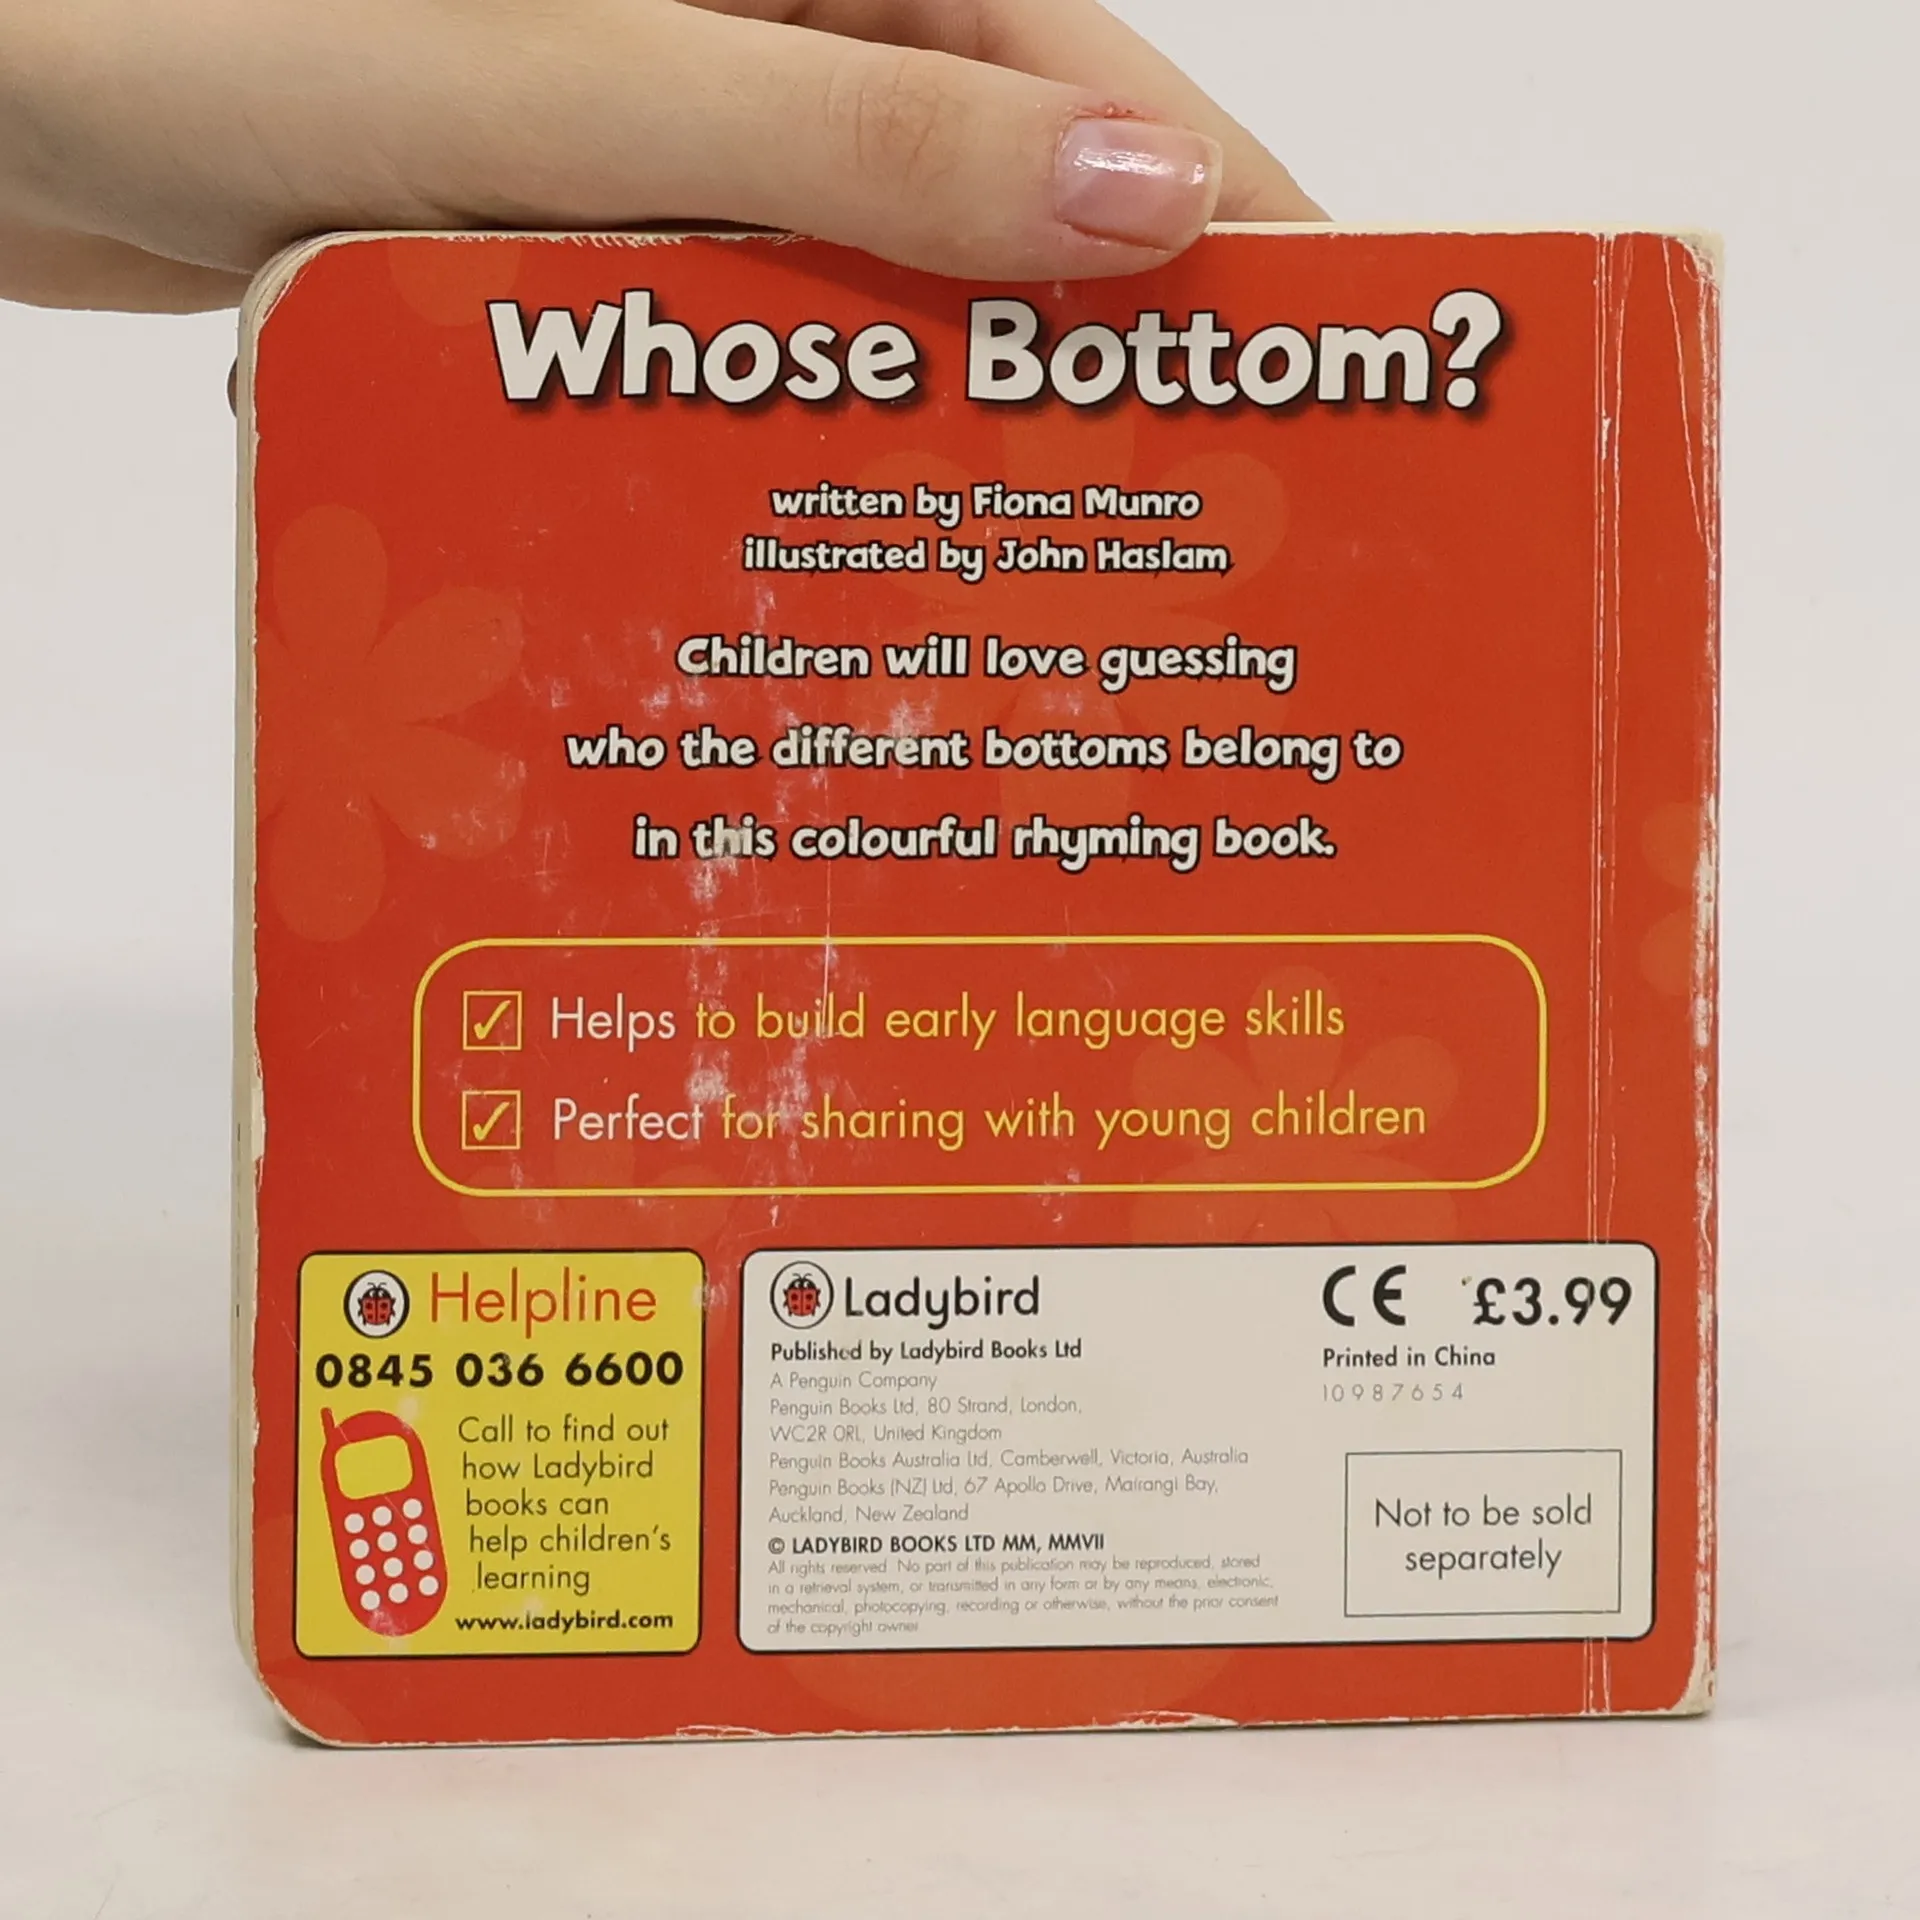 Whose Bottom?
written by Fiona Munro
illustrated by John Haslam
Children will love guessing
who the different bottoms belong to
in this colourful rhyming book.
Helps to build early language skills
Perfect for sharing with young children
Helpline
0845 036 6600
Call to find out
how Ladybird
books can
help children's
learning
www.ladybird.com
Ladybird
Published by Ladybird Books Ltd
A Penguin Company
Penguin Books Ltd, 80 Strand, London,
WC2R 0RL, United Kingdom
Penguin Books Australia Ltd, Camberwell, Victoria, Australia
Penguin Books (NZ) Ltd, 67 Apollo Drive, Mairangi Bay,
Auckland, New Zealand
© LADYBIRD BOOKS LTD MM, MMVII
All rights reserved. No part of this publication may be reproduced, stored
in a retrieval system, or transmitted in any form or by any means, electronic,
mechanical, photocopying, recording or otherwise, without the prior consent
of the copyright owner.
CE £3.99
Printed in China
10 9 8 7 6 5 4
Not to be sold
separately